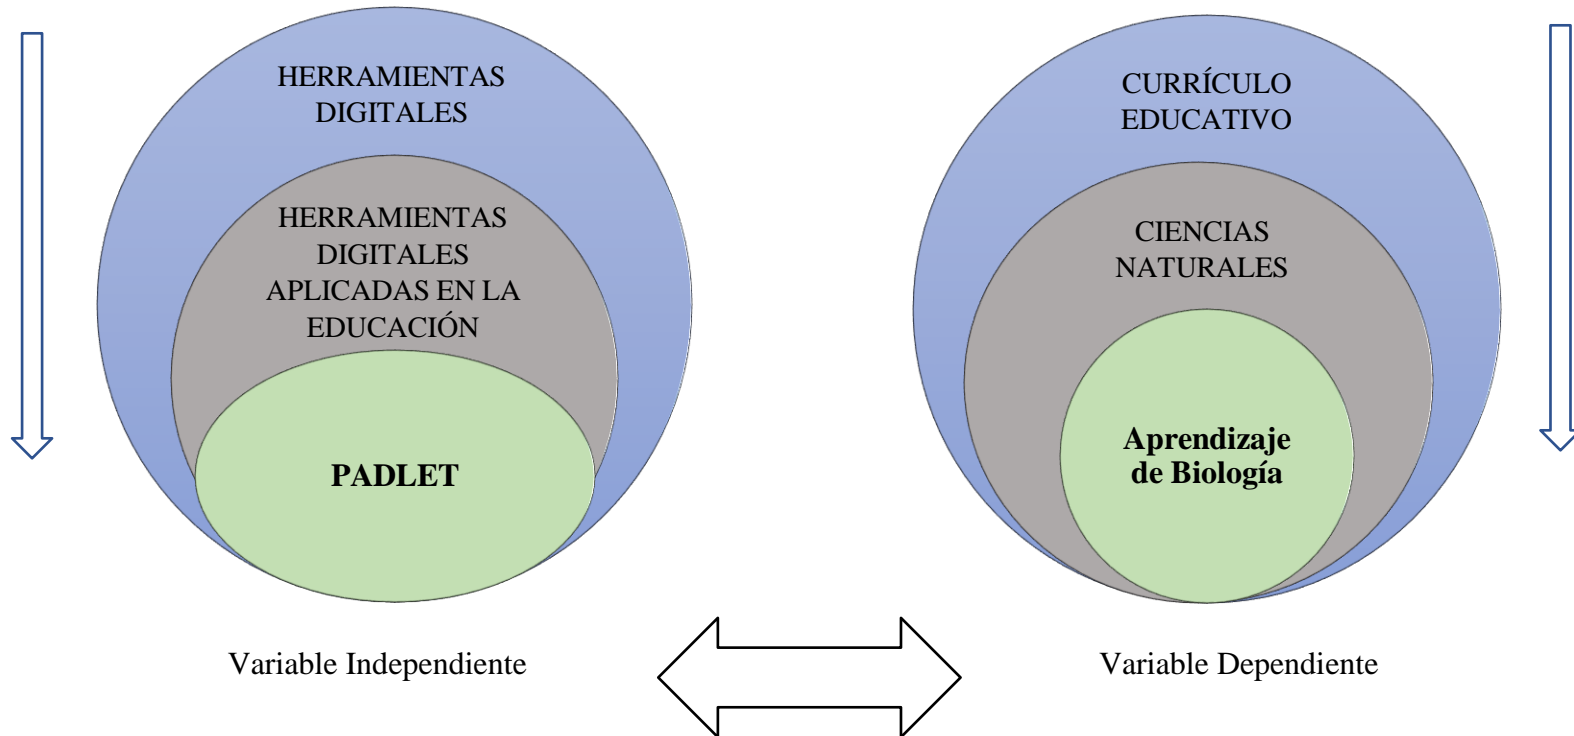 HERRAMIENTAS
DIGITALES
HERRAMIENTAS
DIGITALES
APLICADAS EN LA
EDUCACIÓN
PADLET
Variable Independiente
CURRÍCULO
EDUCATIVO
CIENCIAS
NATURALES
Aprendizaje
de Biología
Variable Dependiente